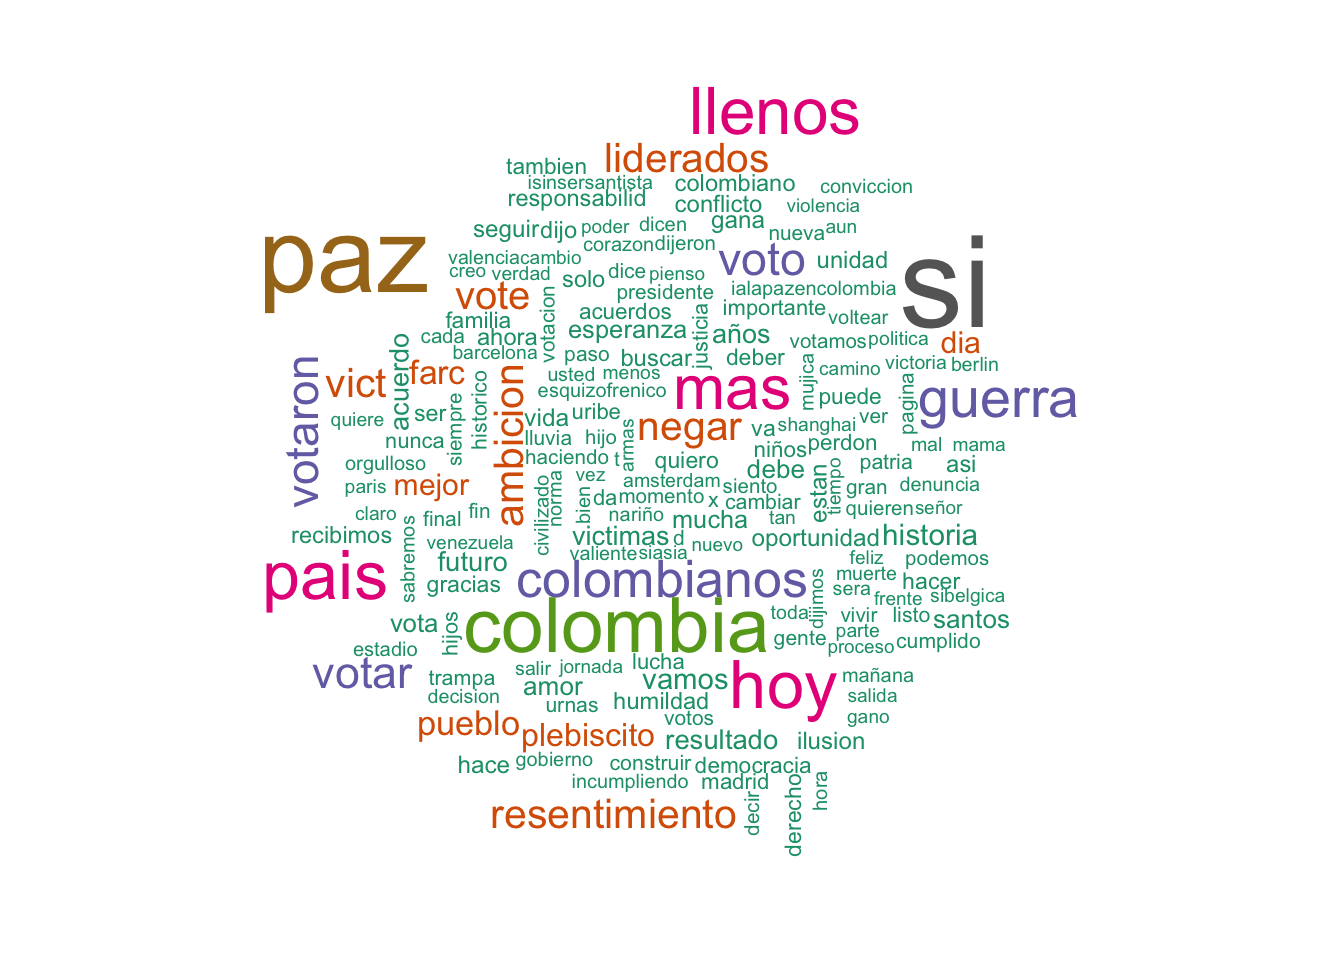 llenos
liderados
tambien
isinsersantista
colombiano
conviccion
responsabilid
conflicto
violencia
gana
paz
seguir
dijo
poder
dicen
nueva
aun
corazon
dijeron
voto
unidad
si
valencia
cambio
creo
verdad
solo
dice
pienso
ialapazencolombia
vote
votacion
presidente
importante
acuerdos
familia
esperanza
justicia
años
voltear
cada
ahora
votamos
politica
dia
barcelona
paso
buscar
deber
victoria
berlin
votaron
vict
acuerdo
farc
ambicion
usted
menos
mas
mujica
camino
esquizofrenico
puede
pagina
guerra
quiere
ser
siempre
historico
vida
uribe
negar
va
shanghai
ver
nunca
lluvia
hijo
armas
perdon
mal
mama
haciendo
t
quiero
niños
orgulloso
debe
patria
asi
paris
mejor
vez
amsterdam
siento
estan
tiempo
gran
denuncia
claro
civilizado
norma
bien
da
momento
x
cambiar
quieren
señor
final
fin
nariño
mucha
tan
recibimos
sabremos
venezuela
victimas
d
oportunidad
historia
valiente
siasia
nuevo
pais
futuro
feliz
podemos
gracias
colombianos
muerte
hacer
dijimos
sera
frente
sibelgica
colombia
toda
vivir
listo
santos
vota
hijos
gente
parte
cumplido
estadio
proceso
votar
salir
jornada
lucha
trampa
vamos
hoy
mañana
decision
amor
humildad
salida
urnas
votos
gano
pueblo
plebiscito
resultado
ilusion
hace
gobierno
construir
democracia
incumpliendo
madrid
hora
resentimiento
decir
derecho